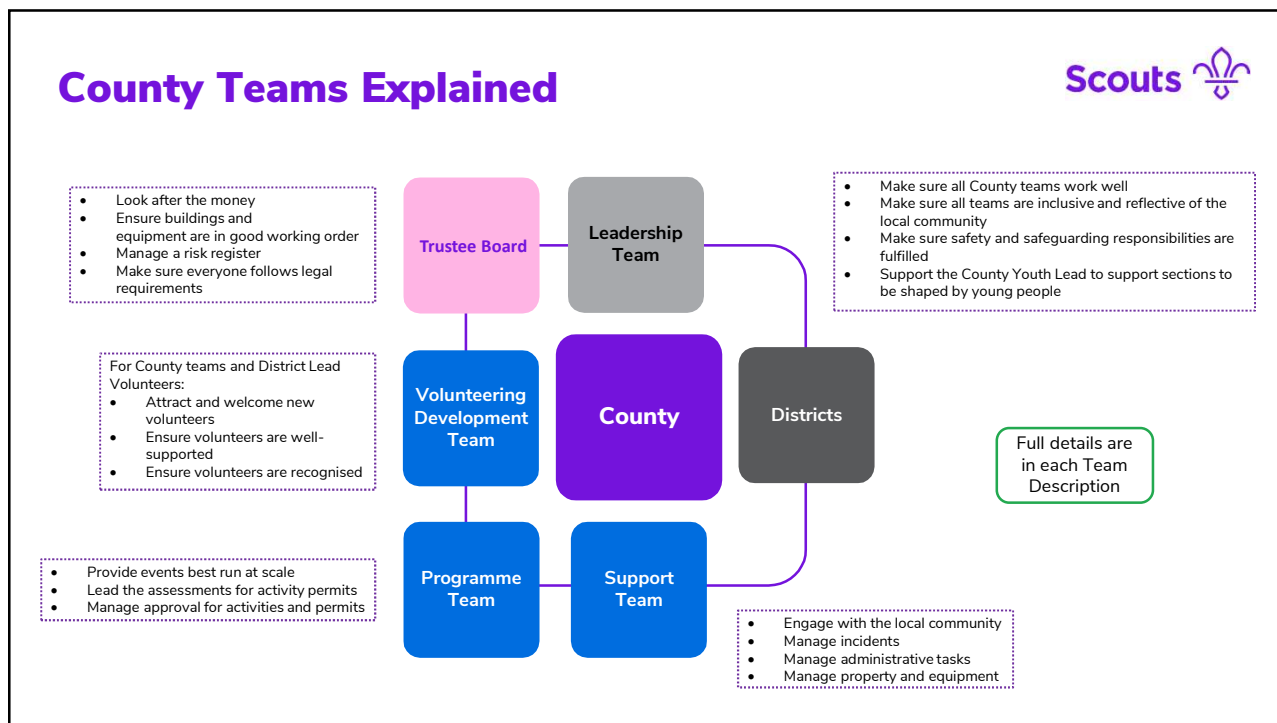 County Teams Explained
Scouts
• Look after the money
• Ensure buildings and
equipment are in good working order
• Manage a risk register
• Make sure everyone follows legal
requirements
Trustee Board
Leadership
Team
• Make sure all County teams work well
• Make sure all teams are inclusive and reflective of the
local community
• Make sure safety and safeguarding responsibilities are
fulfilled
• Support the County Youth Lead to support sections to
be shaped by young people
For County teams and District Lead
Volunteers:
• Attract and welcome new
volunteers
• Ensure volunteers are well-
supported
• Ensure volunteers are recognised
Volunteering
Development
Team
County
Districts
Full details are
in each Team
Description
• Provide events best run at scale
• Lead the assessments for activity permits
• Manage approval for activities and permits
Programme
Team
Support
Team
• Engage with the local community
• Manage incidents
• Manage administrative tasks
• Manage property and equipment